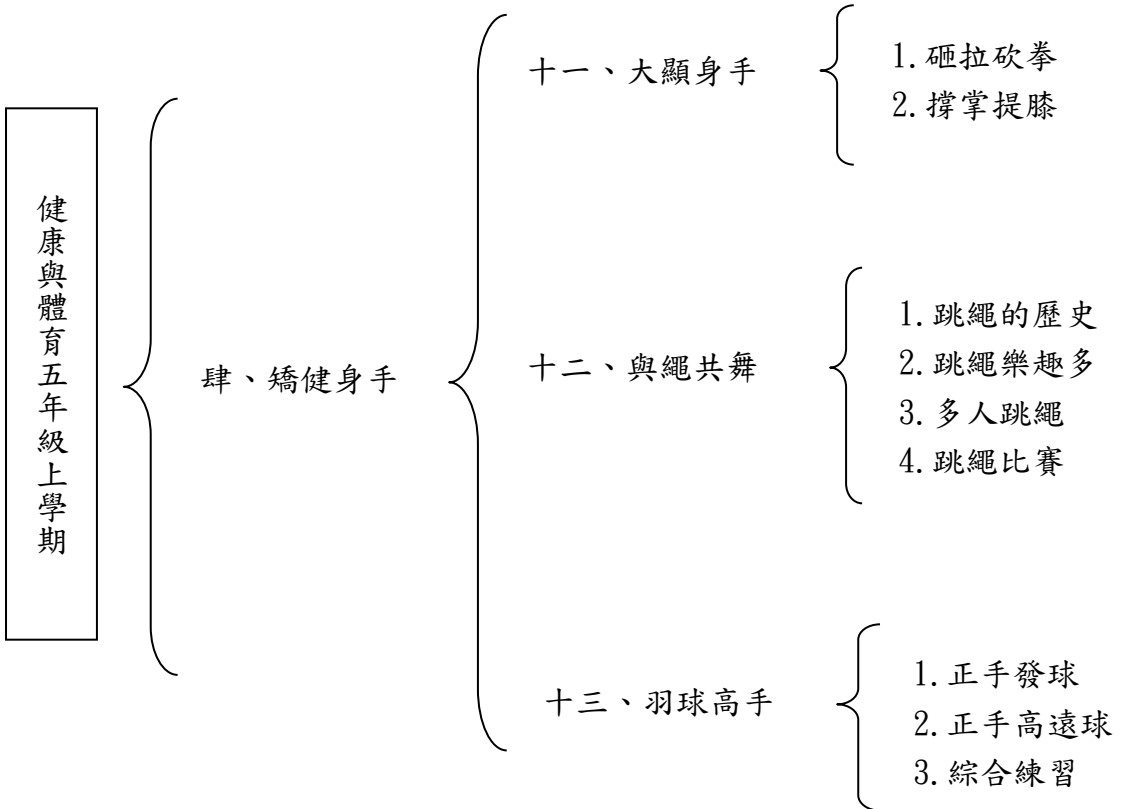 健康與體育五年級上學期
肆、矯健身手
十一、大顯身手
1.砸拉砍拳
2.撐掌提膝
十二、與繩共舞
1.跳繩的歷史
2.跳繩樂趣多
3.多人跳繩
4.跳繩比賽
十三、羽球高手
1.正手發球
2.正手高遠球
3.綜合練習